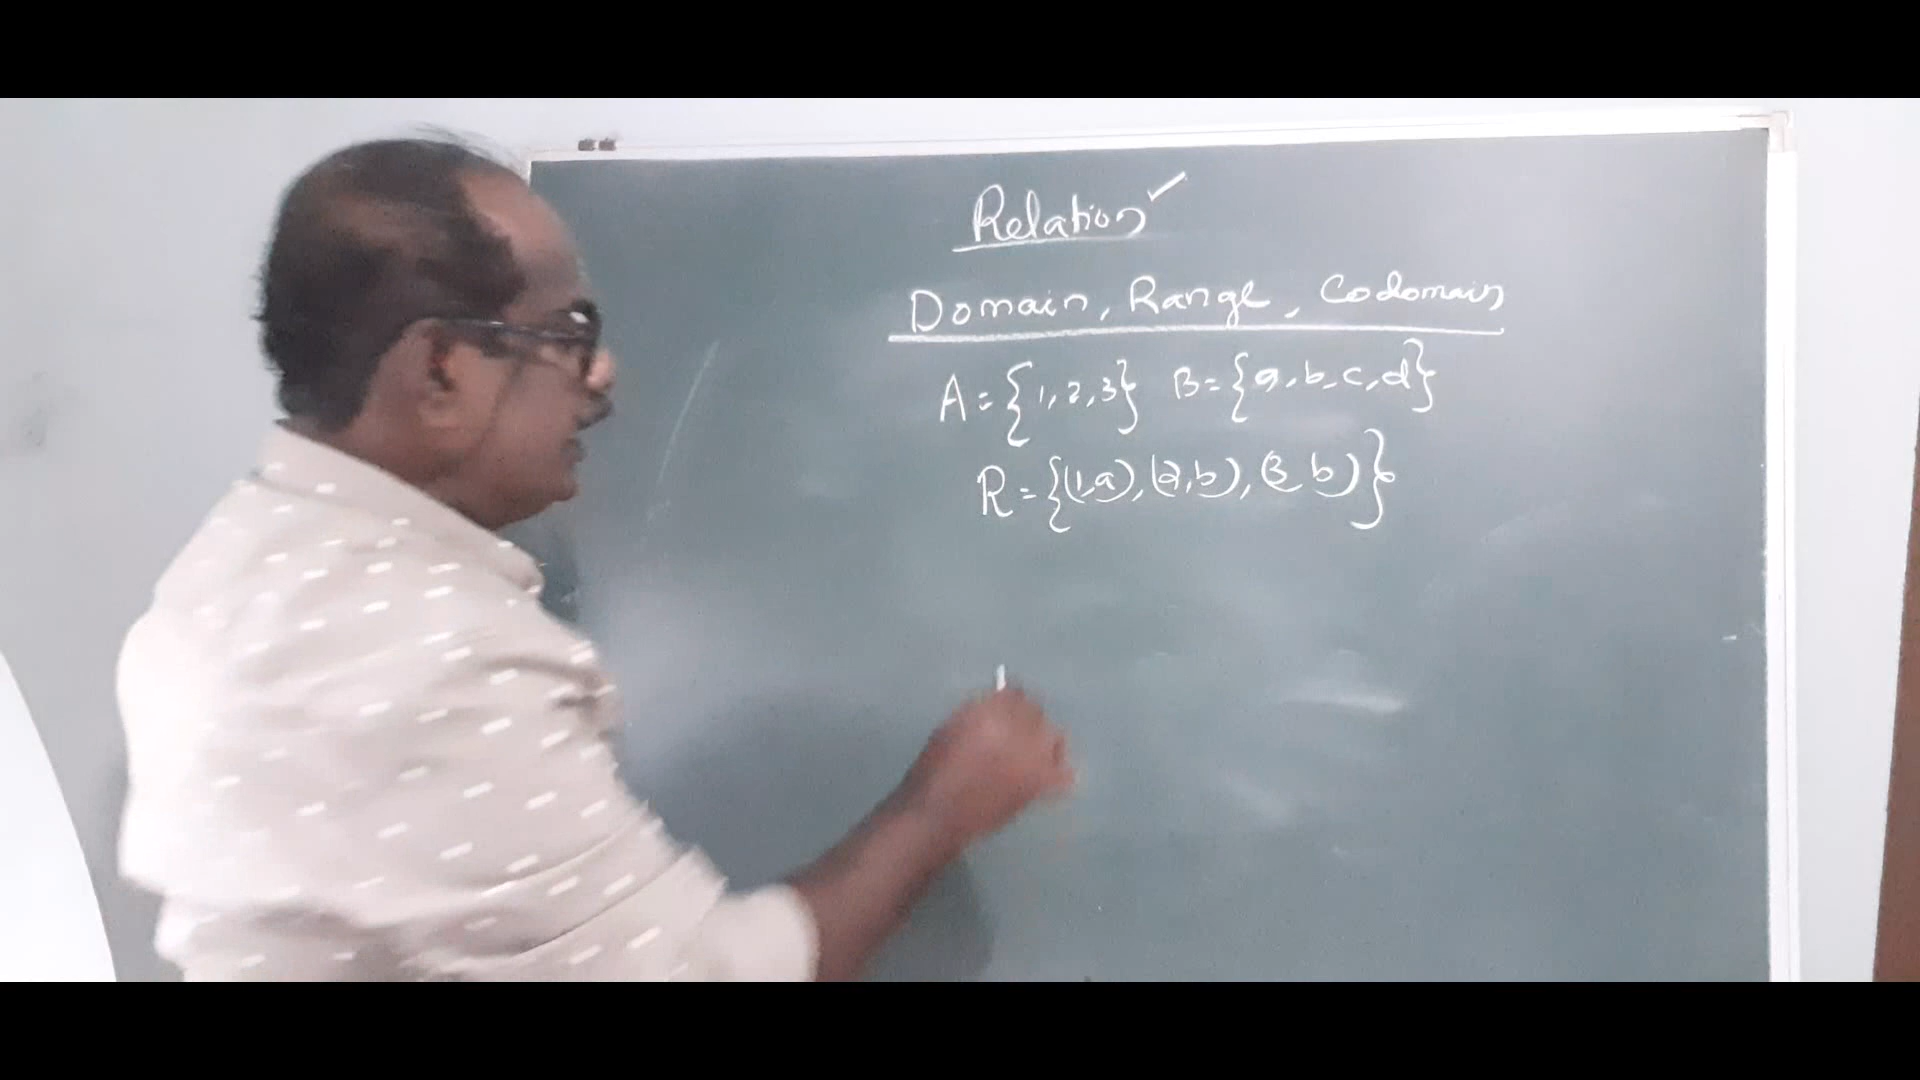 Relation ✓
Domain, Range, Codomain
A = {1, 2, 3} B = {a, b, c, d}
R = {(1, a), (2, b), (3 b)}